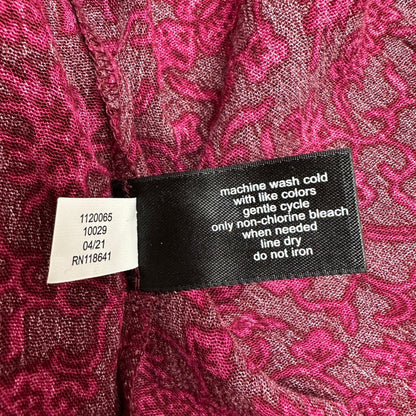 1120065
10029
04/21
RN118641
machine wash cold
with like colors
gentle cycle
only non-chlorine bleach
when needed
line dry
do not iron